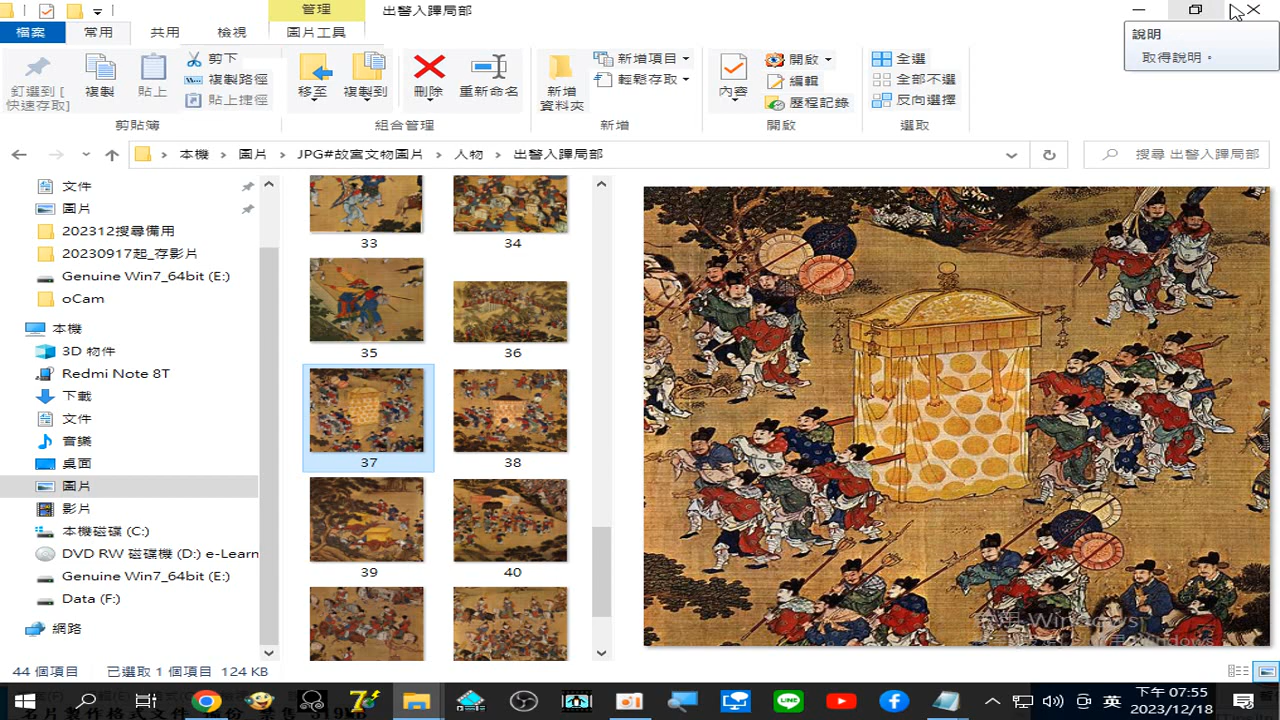 管理
出警入蹕局部
檔案
常用
共用
檢視
圖片工具
說明
取得說明。
釘選到 [
快速存取]
複製
貼上
剪下
複製路徑
貼上捷徑
移至
複製到
刪除
重新命名
新增
資料夾
新增項目
輕鬆存取
內容
開啟
編輯
歷程記錄
全選
全部不選
反向選擇
剪貼簿
組合管理
新增
開啟
選取
本機 › 圖片 › JPG#故宮文物圖片 › 人物 › 出警入蹕局部
搜尋 出警入蹕局部
文件
圖片
202312搜尋備用
20230917起_存影片
Genuine Win7_64bit (E:)
oCam
本機
3D 物件
Redmi Note 8T
下載
文件
音樂
桌面
圖片
影片
本機磁碟 (C:)
DVD RW 磁碟機 (D:) e-Learn
Genuine Win7_64bit (E:)
Data (F:)
網路
33
34
35
36
37
38
39
40
44 個項目
已選取 1 個項目 124 KB
英
下午 07:55
2023/12/18